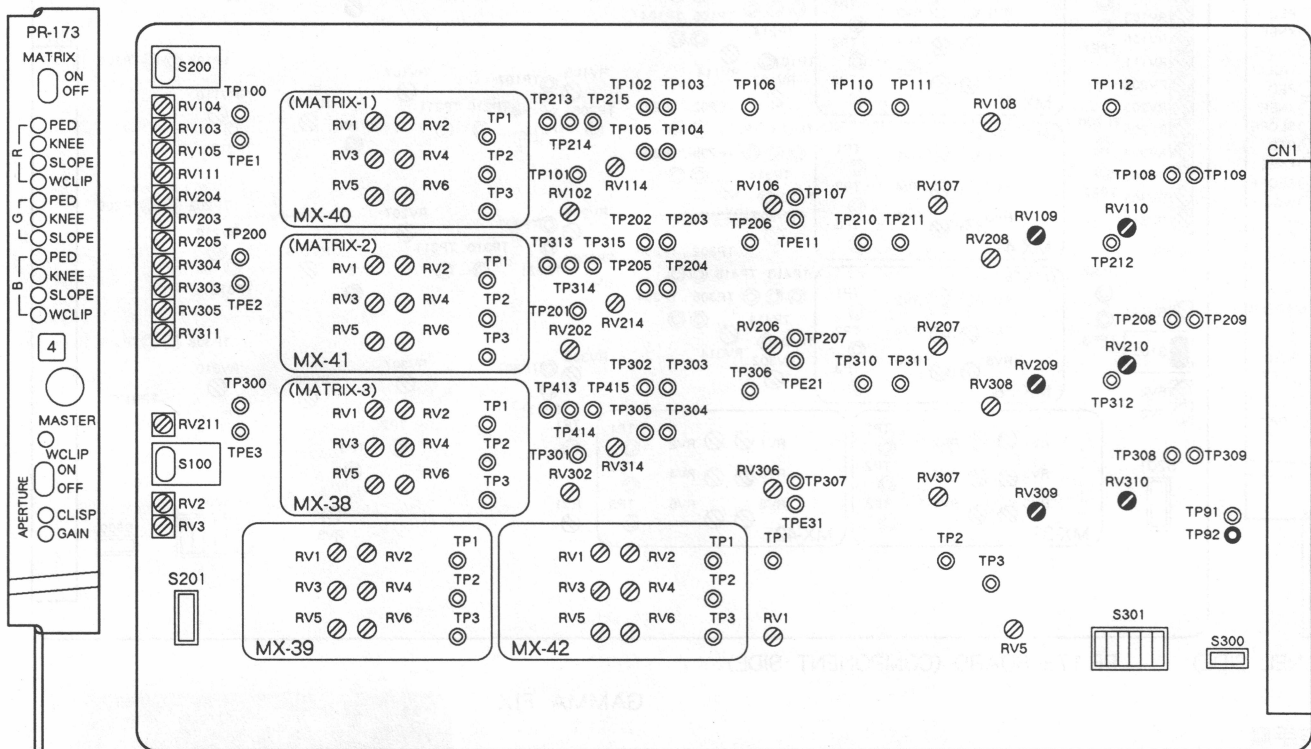 PR-173
MATRIX
ON
OFF
R
PED
KNEE
SLOPE
WCLIP
G
PED
KNEE
SLOPE
B
PED
KNEE
SLOPE
WCLIP
4
MASTER
WCLIP
APERTURE
ON
OFF
CLISP
GAIN
S200
RV104
RV103
RV105
RV111
RV204
RV203
RV205
RV304
RV303
RV305
RV311
RV211
S100
RV2
RV3
S201
TP100
TPE1
TP200
TPE2
TP300
TPE3
(MATRIX-1)
RV1 RV2 TP1
RV3 RV4 TP2
RV5 RV6 TP3
MX-40
(MATRIX-2)
RV1 RV2 TP1
RV3 RV4 TP2
RV5 RV6 TP3
MX-41
(MATRIX-3)
RV1 RV2 TP1
RV3 RV4 TP2
RV5 RV6 TP3
MX-38
RV1 RV2 TP1
RV3 RV4 TP2
RV5 RV6 TP3
MX-39
RV1 RV2 TP1
RV3 RV4 TP2
RV5 RV6 TP3
MX-42
TP102 TP103 TP106 TP110 TP111 RV108 TP112
TP213 TP215 TP105 TP104
TP214
TP101 RV114
RV102
CN1
TP108 TP109
RV106 TP107 RV107
TP202 TP203 TP206 TPE11 TP210 TP211 RV109 RV110
TP313 TP315 TP205 TP204 RV208 TP212
TP314
TP201 RV214
RV202
TP208 TP209
RV206 TP207 RV207
TP302 TP303 TP306 TPE21 TP310 TP311 RV209 RV210
TP413 TP415 TP305 TP304 RV308 TP312
TP414
TP301 RV314
RV302
TP308 TP309
RV306 TP307 RV307 RV309 RV310
TPE31
TP91
TP92
TP1 TP2
TP3
RV1
RV5
S301
S300